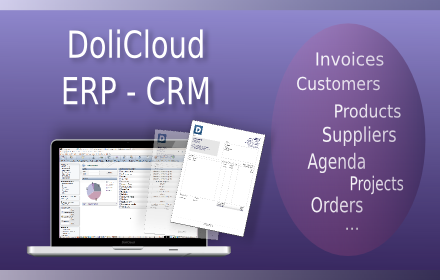 DoliCloud
ERP - CRM
Invoices
Customers
Products
Suppliers
Agenda
Projects
Orders
...